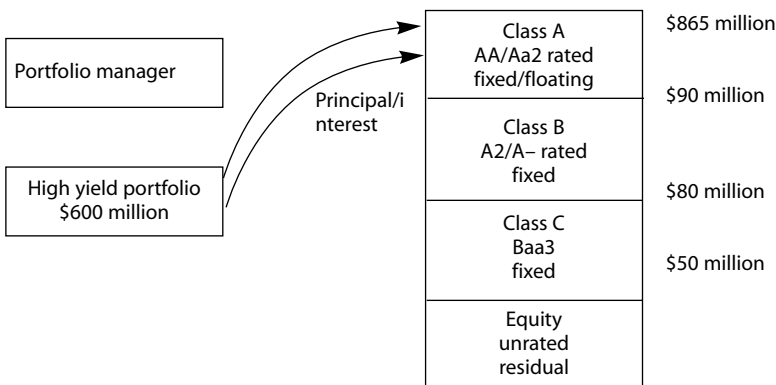 Portfolio manager
High yield portfolio
$600 million
Principal/i
nterest
Class A
AA/Aa2 rated
fixed/floating
$865 million
$90 million
Class B
A2/A– rated
fixed
$80 million
Class C
Baa3
fixed
$50 million
Equity
unrated
residual